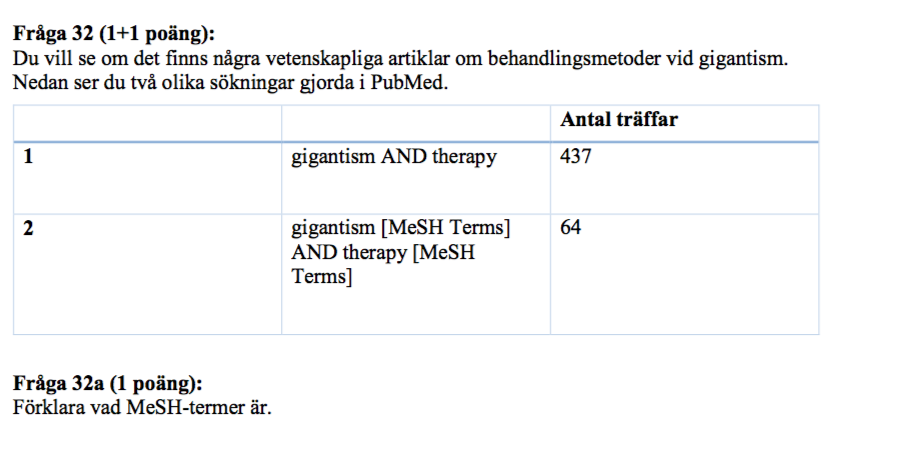 Fråga 32 (1+1 poäng):
Du vill se om det finns några vetenskapliga artiklar om behandlingsmetoder vid gigantism.
Nedan ser du två olika sökningar gjorda i PubMed.
Antal träffar
1 gigantism AND therapy 437
2 gigantism [MeSH Terms] 64
AND therapy [MeSH
Terms]
Fråga 32a (1 poäng):
Förklara vad MeSH-termer är.